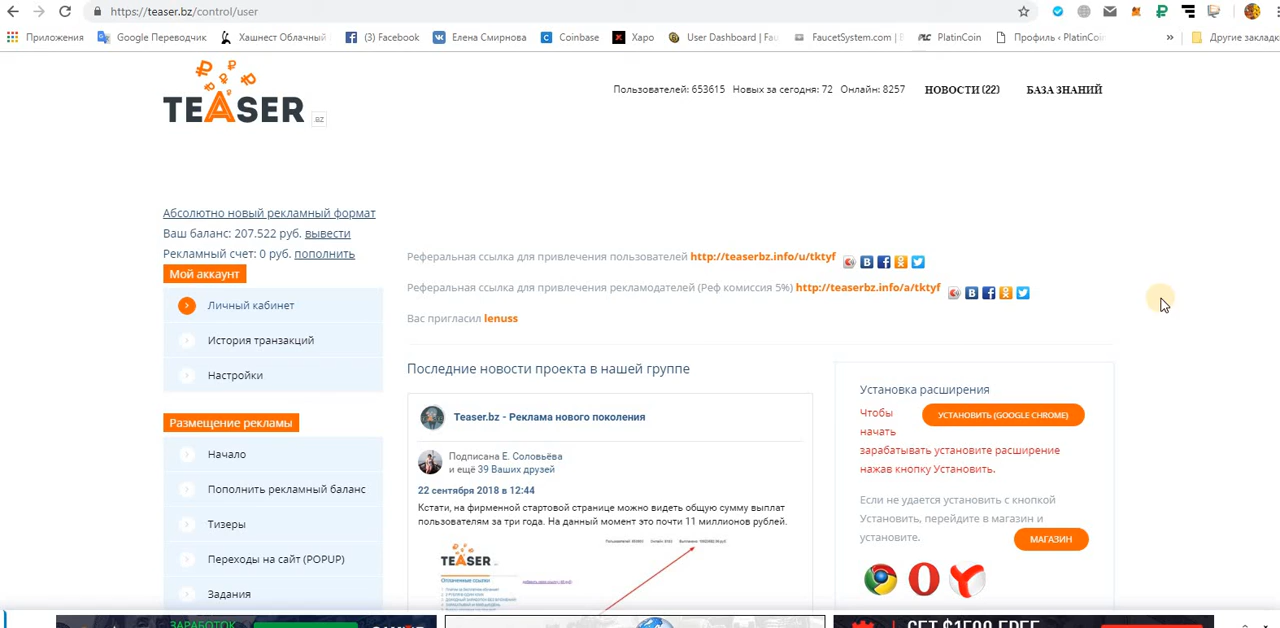 https://teaser.bz/control/user
Приложения Google Переводчик Хашнест Облачный (3) Facebook Елена Смирнова Coinbase Харо User Dashboard | Fau FaucetSystem.com | PlatinCoin Профиль ‹ PlatinCoi » Другие закладки
TEASER
BZ
Пользователей: 653615 Новых за сегодня: 72 Онлайн: 8257 НОВОСТИ (22) БАЗА ЗНАНИЙ
Абсолютно новый рекламный формат
Ваш баланс: 207.522 руб. вывести
Рекламный счет: 0 руб. пополнить
Мой аккаунт
Личный кабинет
История транзакций
Настройки
Размещение рекламы
Начало
Пополнить рекламный баланс
Тизеры
Переходы на сайт (POPUP)
Задания
Реферальная ссылка для привлечения пользователей http://teaserbz.info/u/tktyf
Реферальная ссылка для привлечения рекламодателей (Реф комиссия 5%) http://teaserbz.info/a/tktyf
Вас пригласил lenuss
Последние новости проекта в нашей группе
Teaser.bz - Реклама нового поколения
Подписана Е. Соловьёва
и ещё 39 Ваших друзей
22 сентября 2018 в 12:44
Кстати, на фирменной стартовой странице можно видеть общую сумму выплат
пользователям за три года. На данный момент это почти 11 миллионов рублей.
TEASER
Оплаченные ссылки
Установка расширения
Чтобы
начать
зарабатывать установите расширение
нажав кнопку Установить.
УСТАНОВИТЬ (GOOGLE CHROME)
Если не удается установить с кнопкой
Установить, перейдите в магазин и
установите.
МАГАЗИН
ЗАРАБОТОК
GET $1500 FREE